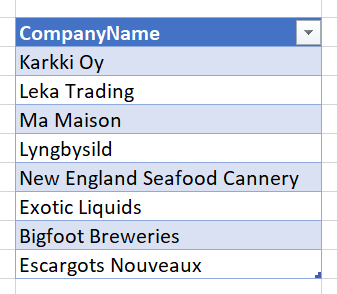 CompanyName
Karkki Oy
Leka Trading
Ma Maison
Lyngbysild
New England Seafood Cannery
Exotic Liquids
Bigfoot Breweries
Escargots Nouveaux